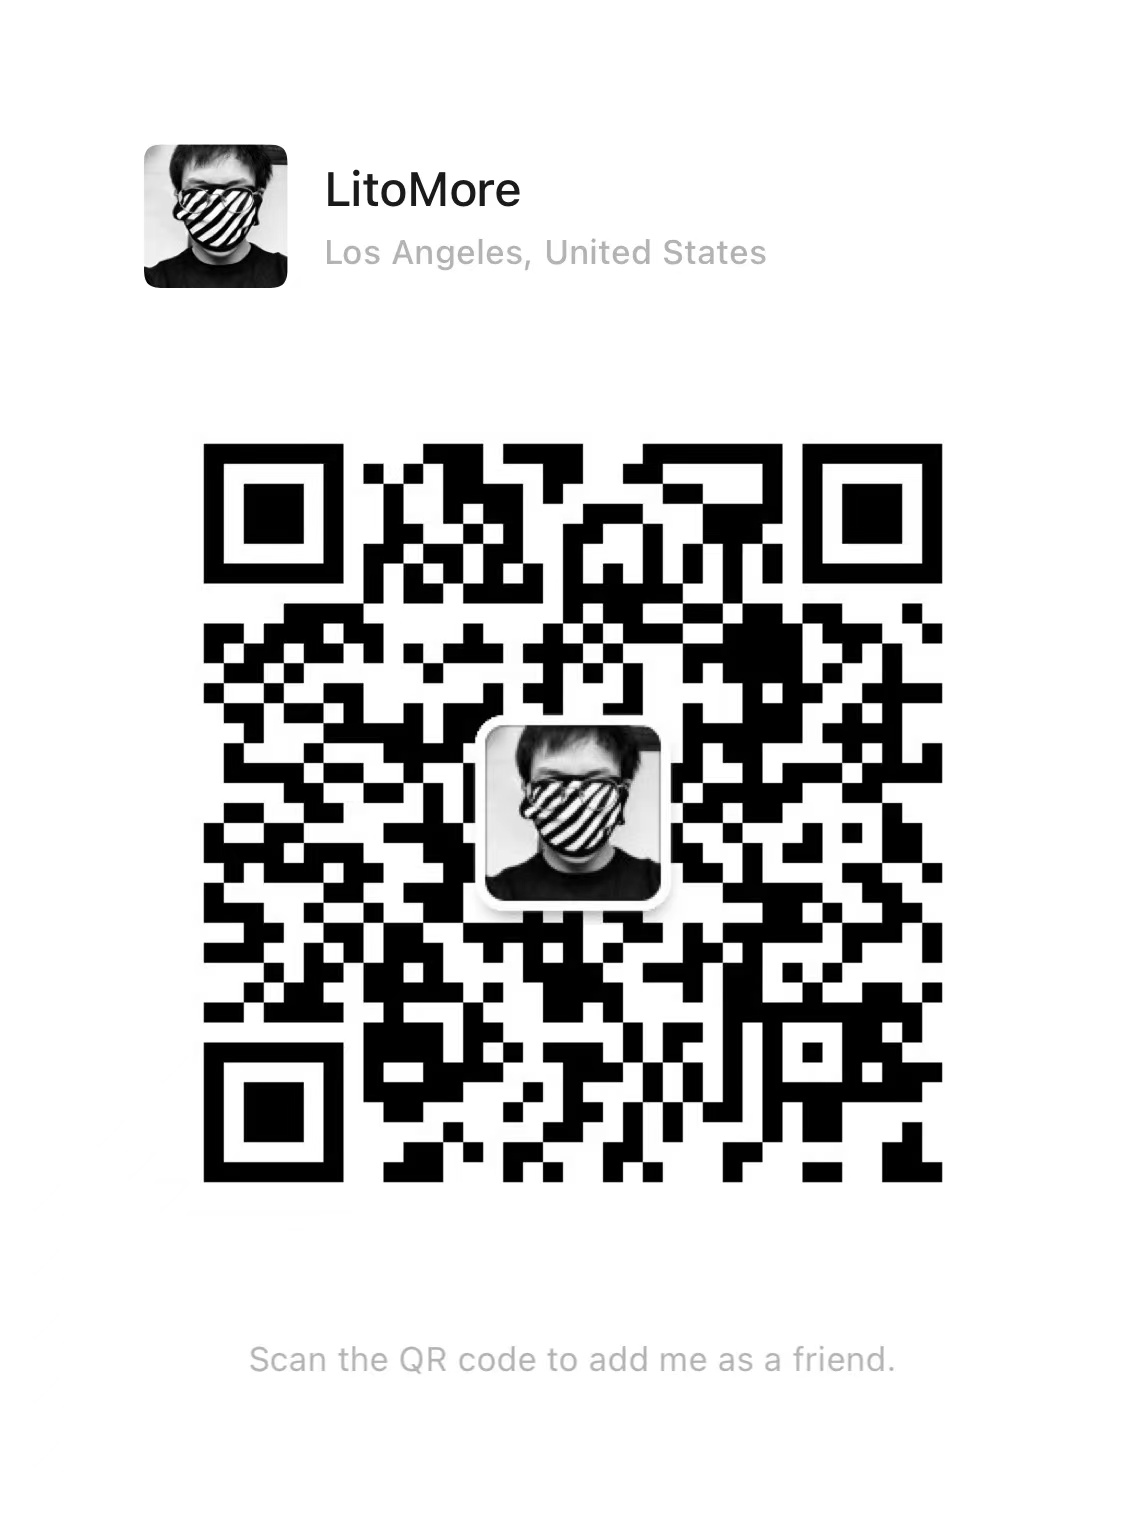 LitoMore
Los Angeles, United States
Scan the QR code to add me as a friend.